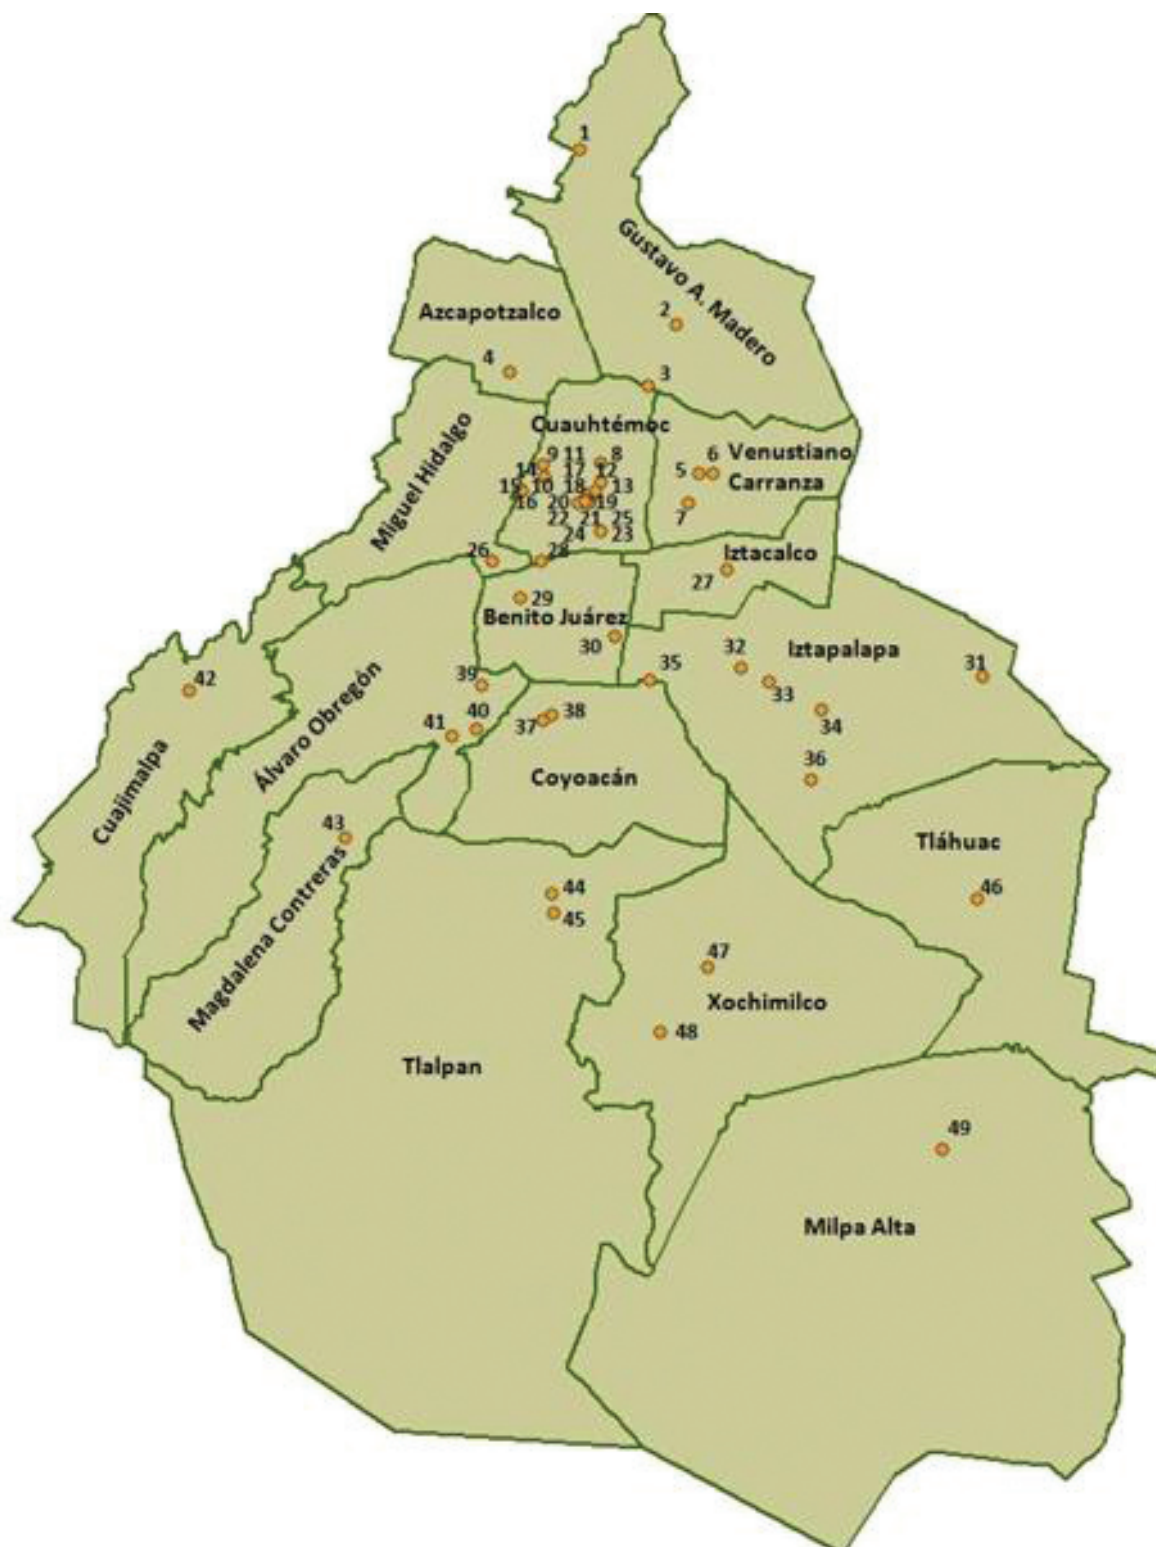 1
Gustavo A. Madero
2
Azcapotzalco
4
3
Cuauhtémoc
Miguel Hidalgo
9 11 8
14 17 12
15 10 18 13
16 20 19
22 21 25
24 23
5 6
Venustiano
Carranza
7
26 28
Iztacalco
27
29
Benito Juárez
30
35 32
33
Iztapalapa
31
34
36
42
Cuajimalpa
Álvaro Obregón
39
41 40
37 38
Coyoacán
43
Magdalena Contreras
Tláhuac
46
44
45
47
Xochimilco
48
Tlalpan
49
Milpa Alta